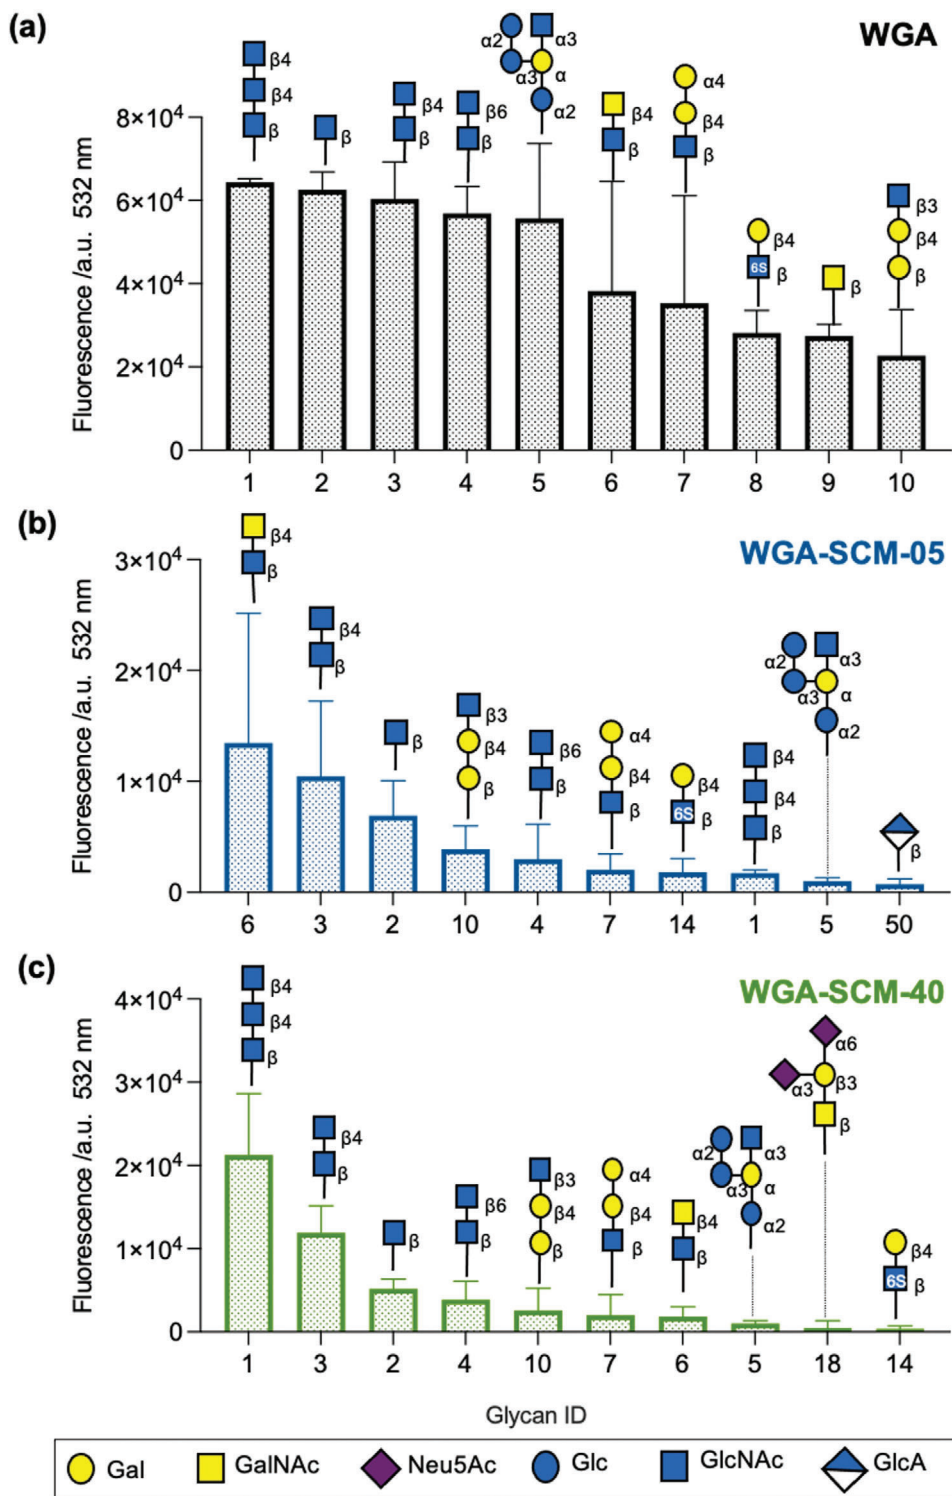 (a)
WGA
Fluorescence /a.u. 532 nm
8×10⁴
6×10⁴
4×10⁴
2×10⁴
0
β4
β4
β
β
β4
β
β6
β
α2
α3
α3
α
α2
β4
β
α4
β4
β
β4
6S
β
β
β3
β4
β
1 2 3 4 5 6 7 8 9 10
(b)
WGA-SCM-05
Fluorescence /a.u. 532 nm
3×10⁴
2×10⁴
1×10⁴
0
β4
β
β4
β
β
β3
β4
β
β6
β
α4
β4
β
β4
6S
β
β4
β4
β
α2
α3
α3
α
α2
β
6 3 2 10 4 7 14 1 5 50
(c)
WGA-SCM-40
Fluorescence /a.u. 532 nm
4×10⁴
3×10⁴
2×10⁴
1×10⁴
0
β4
β4
β
β4
β
β
β6
β
β3
β4
β
α4
β4
β
β4
β
α2
α3
α3
α
α2
α6
α3
β3
β
β4
6S
β
1 3 2 4 10 7 6 5 18 14
Glycan ID
Gal GalNAc Neu5Ac Glc GlcNAc GlcA